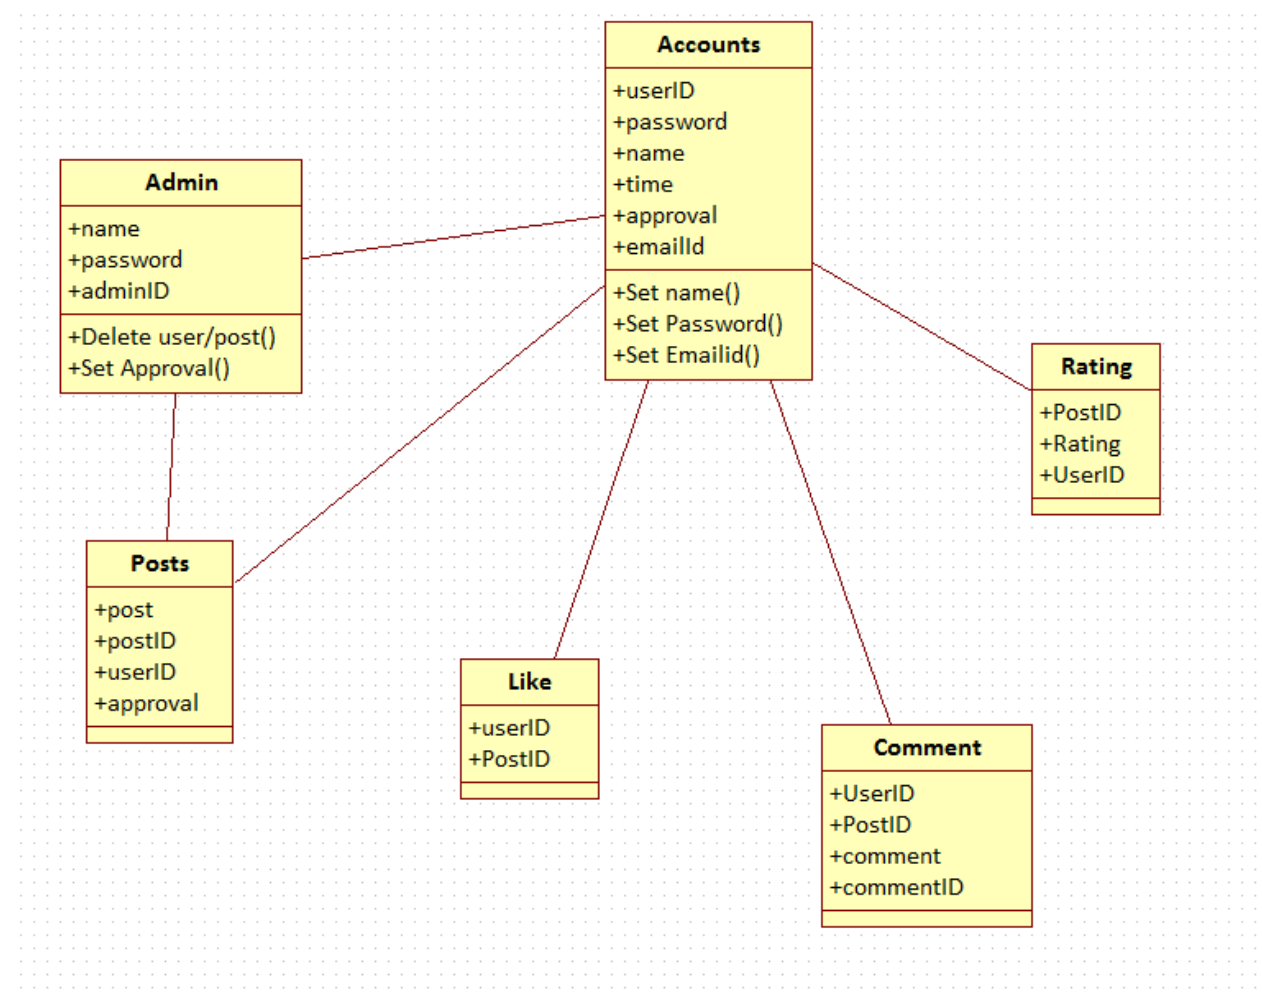 Accounts
+userID
+password
+name
+time
+approval
+emailId
+Set name()
+Set Password()
+Set Emailid()
Admin
+name
+password
+adminID
+Delete user/post()
+Set Approval()
Rating
+PostID
+Rating
+UserID
Posts
+post
+postID
+userID
+approval
Like
+userID
+PostID
Comment
+UserID
+PostID
+comment
+commentID